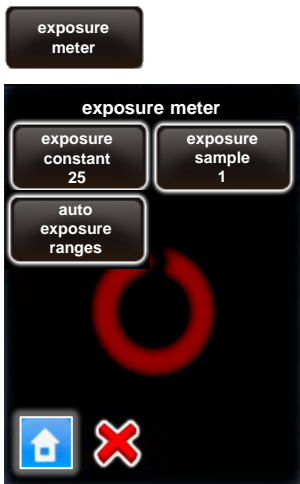 exposure
meter
exposure meter
exposure
constant
25
exposure
sample
1
auto
exposure
ranges